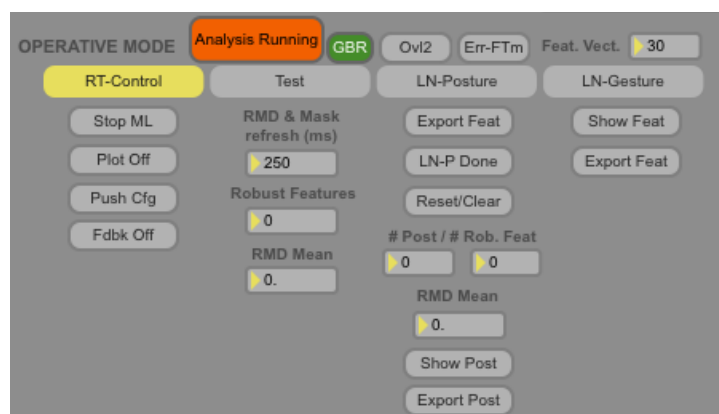 OPERATIVE MODE Analysis Running GBR Ovl2 Err-FTm Feat. Vect. 30
RT-Control Test LN-Posture LN-Gesture
Stop ML
Plot Off
Push Cfg
Fdbk Off
RMD & Mask
refresh (ms)
250
Robust Features
0
RMD Mean
0.
Export Feat
LN-P Done
Reset/Clear
# Post / # Rob. Feat
0 0
RMD Mean
0.
Show Post
Export Post
Show Feat
Export Feat